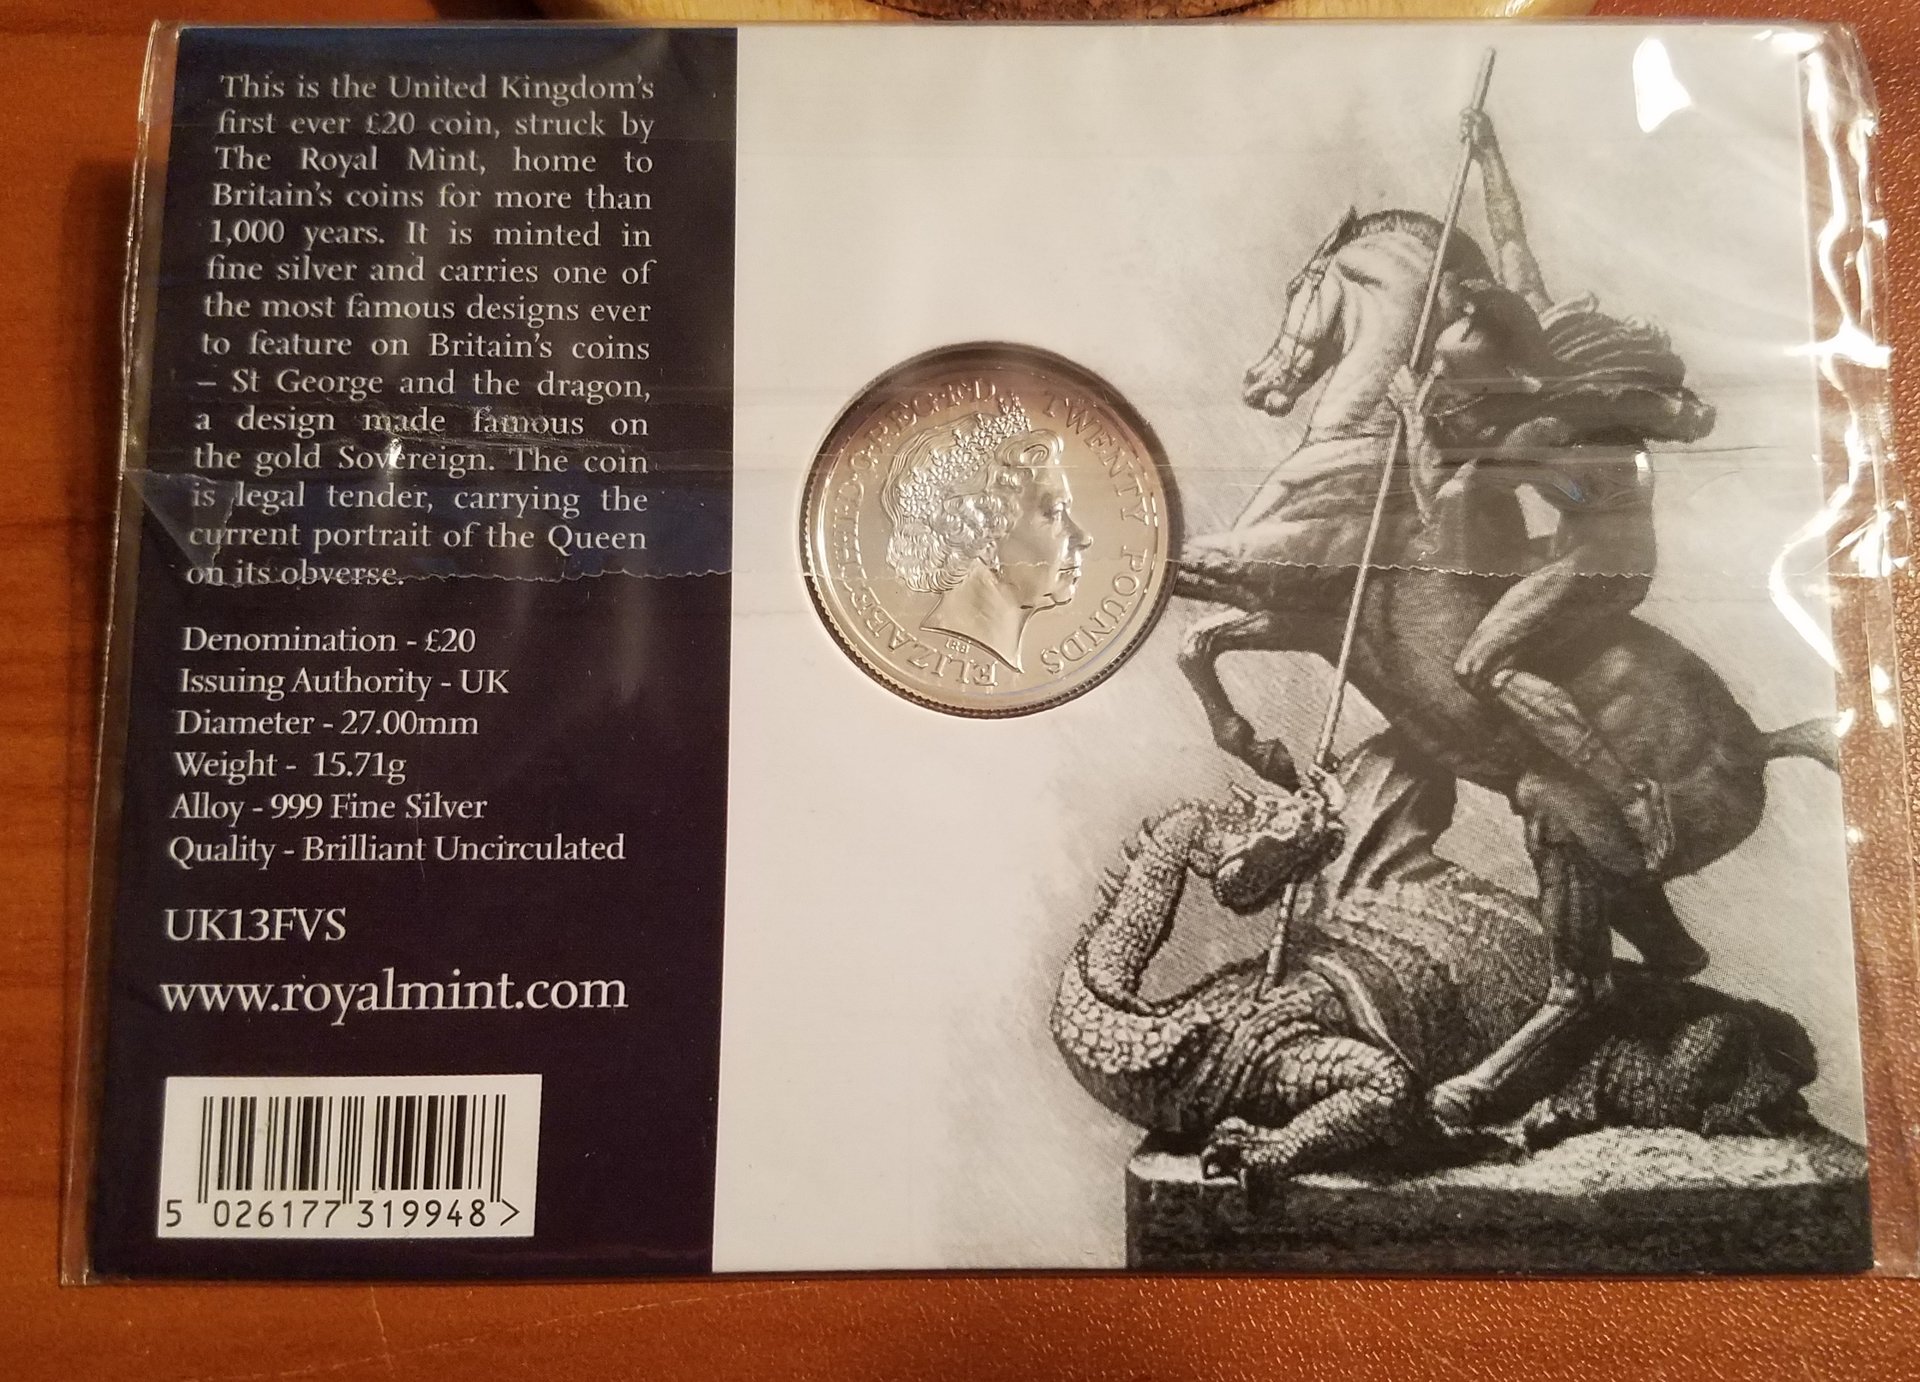 This is the United Kingdom's
first ever £20 coin, struck by
The Royal Mint, home to
Britain's coins for more than
1,000 years. It is minted in
fine silver and carries one of
the most famous designs ever
to feature on Britain's coins
– St George and the dragon,
a design made famous on
the gold Sovereign. The coin
is legal tender, carrying the
current portrait of the Queen
on its obverse.
Denomination - £20
Issuing Authority - UK
Diameter - 27.00mm
Weight - 15.71g
Alloy - 999 Fine Silver
Quality - Brilliant Uncirculated
UK13FVS
www.royalmint.com
5 026177 319948 >
ELIZABETH·II·D·G·REG·F·D· TWENTY POUNDS
IRB